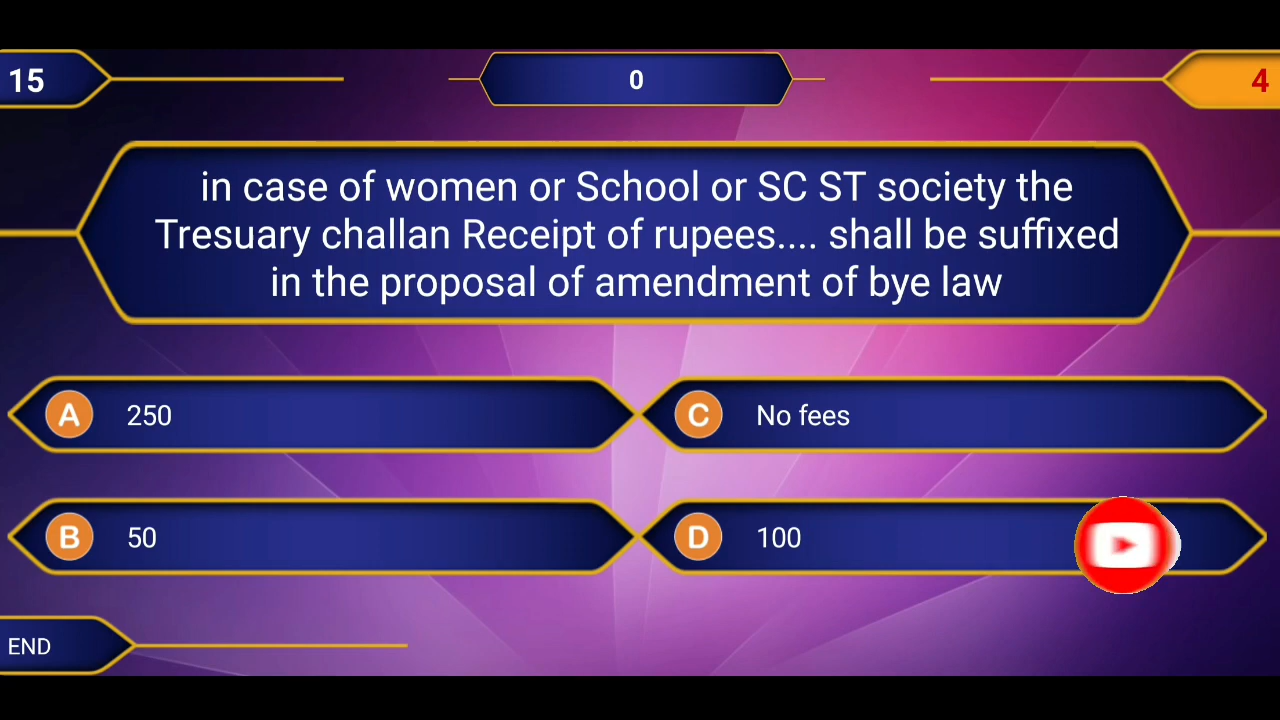 15
0
4
in case of women or School or SC ST society the
Tresuary challan Receipt of rupees.... shall be suffixed
in the proposal of amendment of bye law
A 250
C No fees
B 50
D 100
END